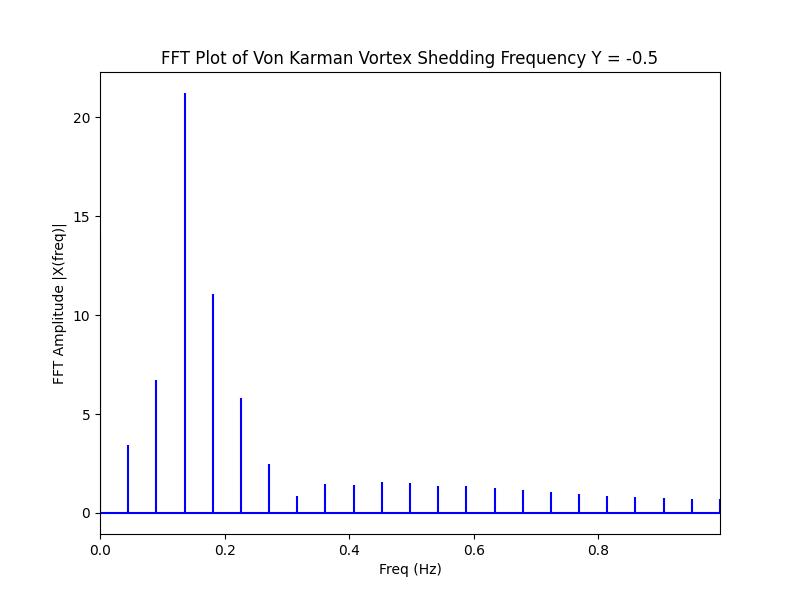 FFT Plot of Von Karman Vortex Shedding Frequency Y = -0.5
FFT Amplitude |X(freq)|
20
15
10
5
0
0.0 0.2 0.4 0.6 0.8
Freq (Hz)